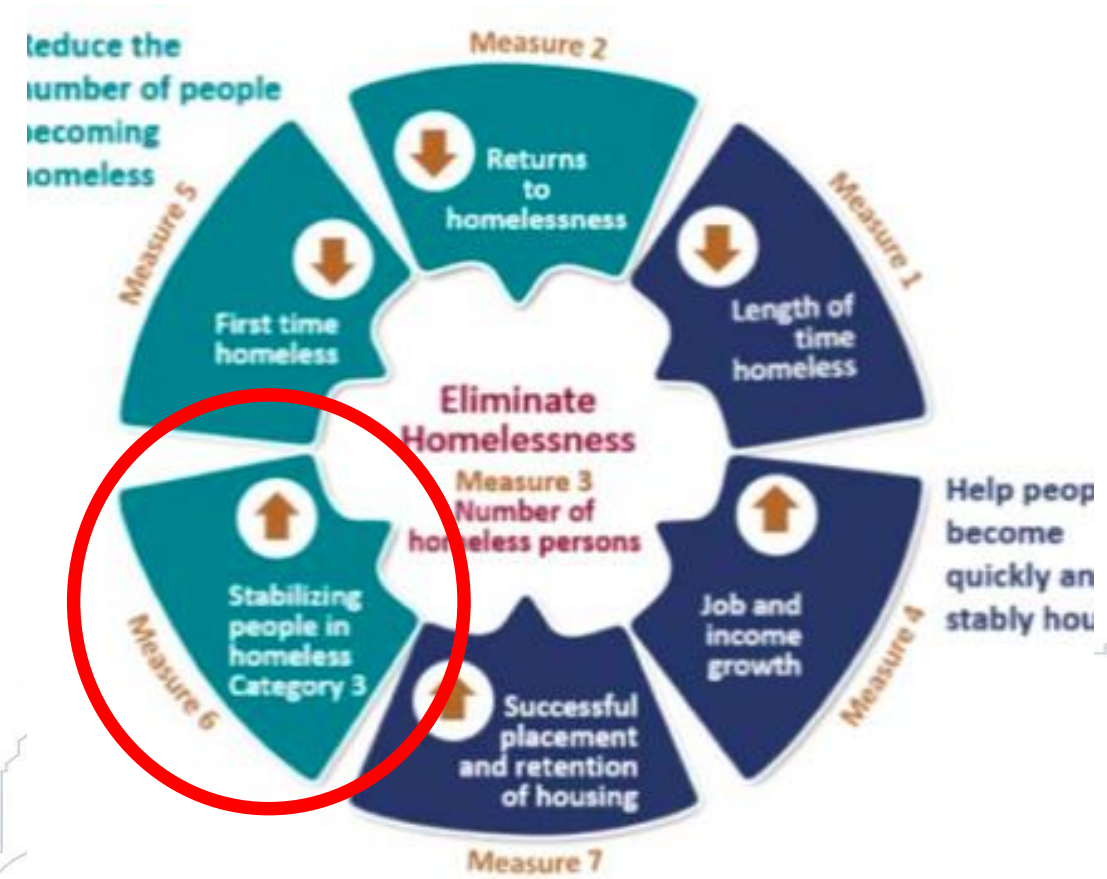 Reduce the
number of people
becoming
homeless
Measure 2
Returns
to
homelessness
Measure 1
Length of
time
homeless
Measure 5
First time
homeless
Eliminate
Homelessness
Measure 3
Number of
homeless persons
Help peop
become
quickly an
stably hou
Job and
income
growth
Measure 4
Stabilizing
people in
homeless
Category 3
Measure 6
Successful
placement
and retention
of housing
Measure 7